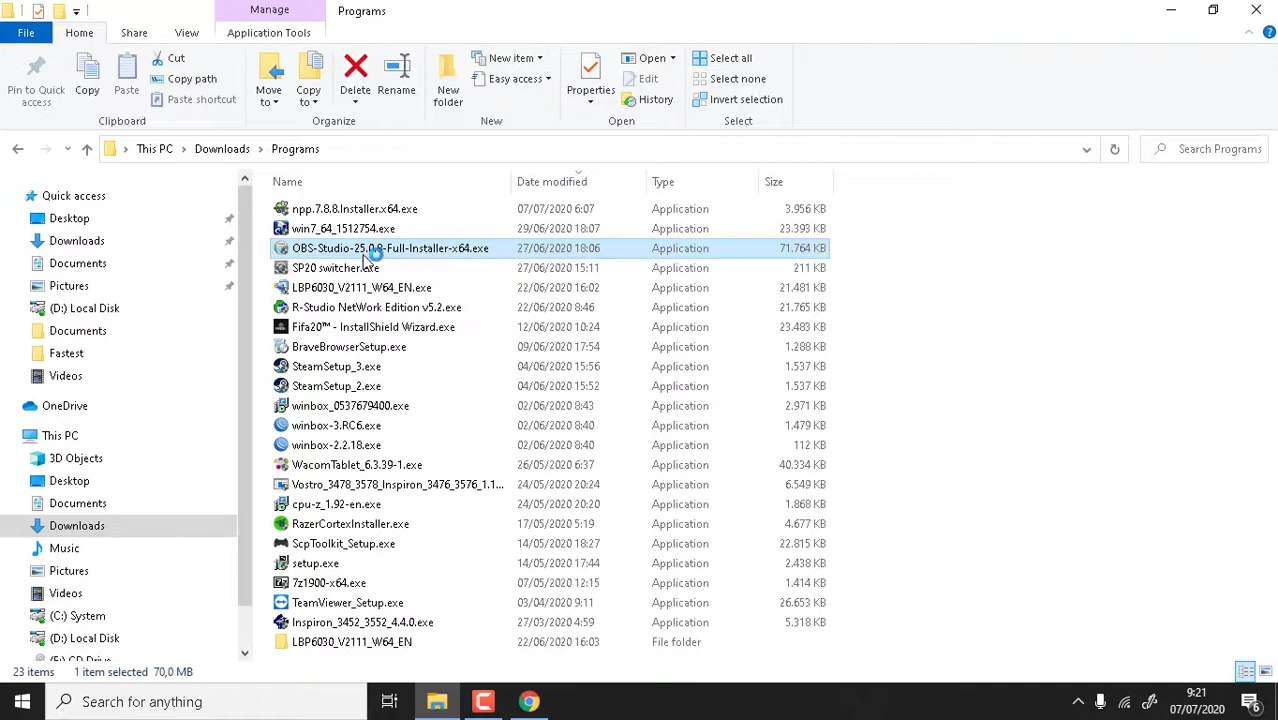 Manage
Programs
File
Home
Share
View
Application Tools
Pin to Quick access
Copy
Paste
Cut
Copy path
Paste shortcut
Clipboard
Move to
Copy to
Delete
Rename
Organize
New folder
New item
Easy access
New
Properties
Open
Edit
History
Open
Select all
Select none
Invert selection
Select
This PC > Downloads > Programs
Search Programs
Quick access
Desktop
Downloads
Documents
Pictures
(D:) Local Disk
Documents
Fastest
Videos
OneDrive
This PC
3D Objects
Desktop
Documents
Downloads
Music
Pictures
Videos
(C:) System
(D:) Local Disk
Name Date modified Type Size
npp.7.8.8.Installer.x64.exe 07/07/2020 6:07 Application 3.956 KB
win7_64_1512754.exe 29/06/2020 18:07 Application 23.393 KB
OBS-Studio-25.0.8-Full-Installer-x64.exe 27/06/2020 18:06 Application 71.764 KB
SP20 switcher.exe 27/06/2020 15:11 Application 211 KB
LBP6030_V2111_W64_EN.exe 22/06/2020 16:02 Application 21.481 KB
R-Studio NetWork Edition v5.2.exe 22/06/2020 8:46 Application 21.765 KB
Fifa20™ - InstallShield Wizard.exe 12/06/2020 10:24 Application 23.483 KB
BraveBrowserSetup.exe 09/06/2020 17:54 Application 1.288 KB
SteamSetup_3.exe 04/06/2020 15:56 Application 1.537 KB
SteamSetup_2.exe 04/06/2020 15:52 Application 1.537 KB
winbox_0537679400.exe 02/06/2020 8:43 Application 2.971 KB
winbox-3.RC6.exe 02/06/2020 8:40 Application 1.479 KB
winbox-2.2.18.exe 02/06/2020 8:40 Application 112 KB
WacomTablet_6.3.39-1.exe 26/05/2020 6:37 Application 40.334 KB
Vostro_3478_3578_Inspiron_3476_3576_1.1... 24/05/2020 20:24 Application 6.549 KB
cpu-z_1.92-en.exe 24/05/2020 20:20 Application 1.868 KB
RazerCortexInstaller.exe 17/05/2020 5:19 Application 4.677 KB
ScpToolkit_Setup.exe 14/05/2020 18:27 Application 22.815 KB
setup.exe 14/05/2020 17:44 Application 2.438 KB
7z1900-x64.exe 07/05/2020 12:15 Application 1.414 KB
TeamViewer_Setup.exe 03/04/2020 9:11 Application 26.653 KB
Inspiron_3452_3552_4.4.0.exe 27/03/2020 4:59 Application 5.318 KB
LBP6030_V2111_W64_EN 22/06/2020 16:03 File folder
23 items 1 item selected 70,0 MB
Search for anything
9:21
07/07/2020
6